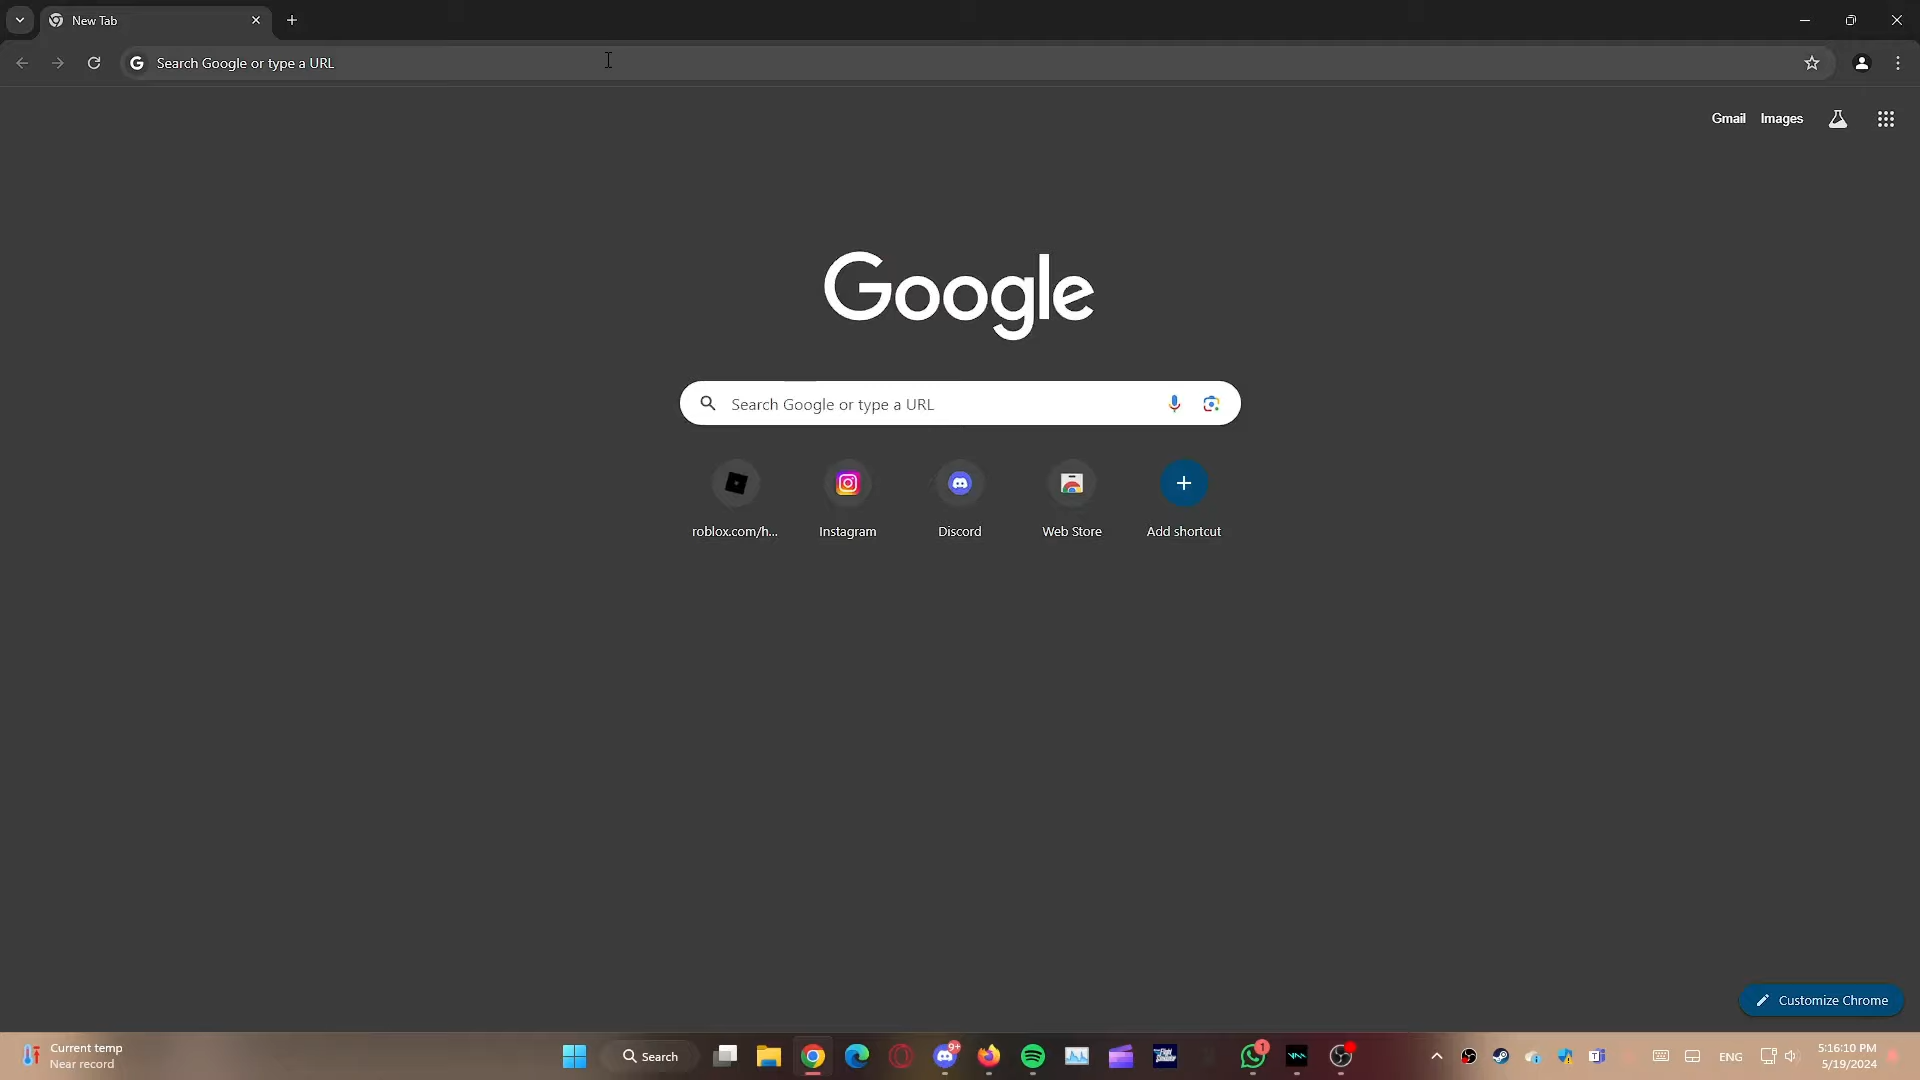 New Tab
Search Google or type a URL
Gmail Images
Google
Search Google or type a URL
roblox.com/h... Instagram Discord Web Store Add shortcut
Customize Chrome
Current temp
Near record
Search
9+
1
ENG
5:16:10 PM
5/19/2024